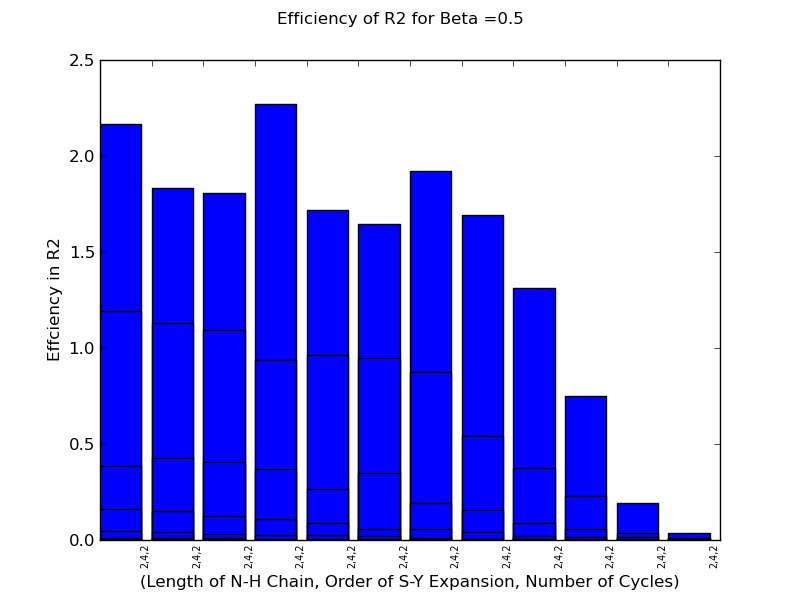 Efficiency of R2 for Beta =0.5
2.5
2.0
1.5
1.0
0.5
0.0
Effciency in R2
2,4,2 2,4,2 2,4,2 2,4,2 2,4,2 2,4,2 2,4,2 2,4,2 2,4,2 2,4,2 2,4,2 2,4,2
(Length of N-H Chain, Order of S-Y Expansion, Number of Cycles)